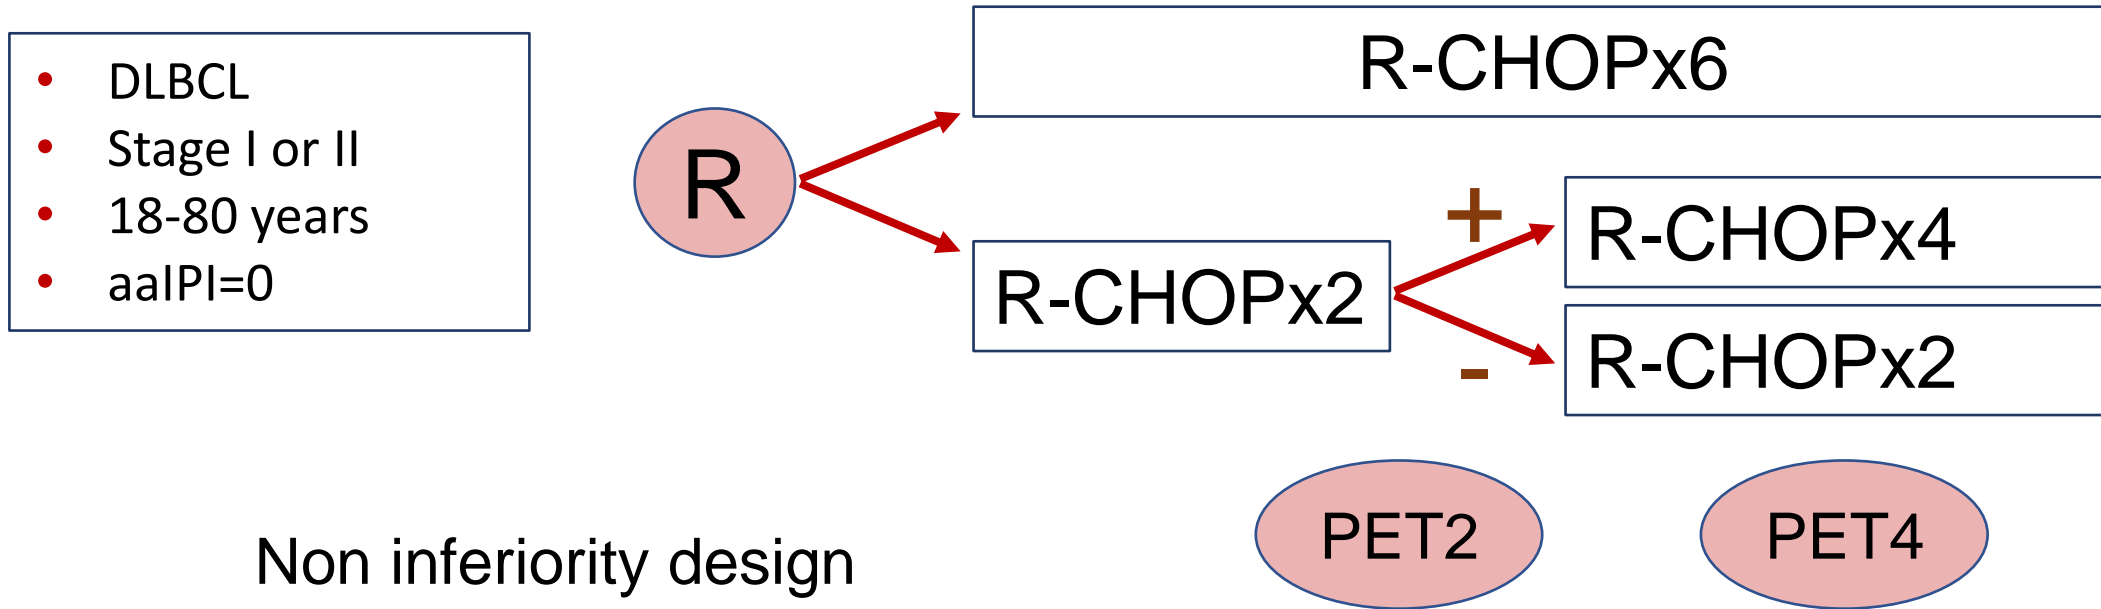 • DLBCL
• Stage I or II
• 18-80 years
• aaIPI=0
R
R-CHOPx6
R-CHOPx2
+
R-CHOPx4
-
R-CHOPx2
PET2
PET4
Non inferiority design